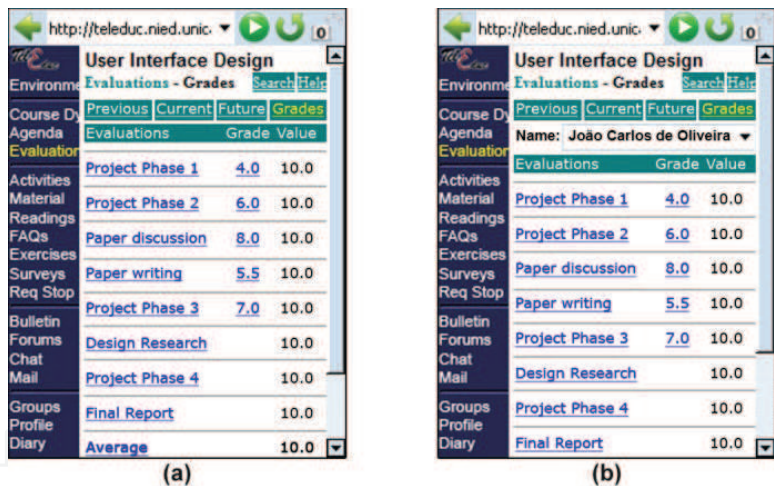 http://teleduc.nied.unic
0
Environme
Course Dy
Agenda
Evaluation
Activities
Material
Readings
FAQs
Exercises
Surveys
Req Stop
Bulletin
Forums
Chat
Mail
Groups
Profile
Diary
User Interface Design
Evaluations - Grades Search Help
Previous Current Future Grades
Evaluations Grade Value
Project Phase 1 4.0 10.0
Project Phase 2 6.0 10.0
Paper discussion 8.0 10.0
Paper writing 5.5 10.0
Project Phase 3 7.0 10.0
Design Research 10.0
Project Phase 4 10.0
Final Report 10.0
Average 10.0
(a)
http://teleduc.nied.unic
0
Environme
Course Dy
Agenda
Evaluation
Activities
Material
Readings
FAQs
Exercises
Surveys
Req Stop
Bulletin
Forums
Chat
Mail
Groups
Profile
Diary
User Interface Design
Evaluations - Grades Search Help
Previous Current Future Grades
Name: João Carlos de Oliveira
Evaluations Grade Value
Project Phase 1 4.0 10.0
Project Phase 2 6.0 10.0
Paper discussion 8.0 10.0
Paper writing 5.5 10.0
Project Phase 3 7.0 10.0
Design Research 10.0
Project Phase 4 10.0
Final Report 10.0
(b)